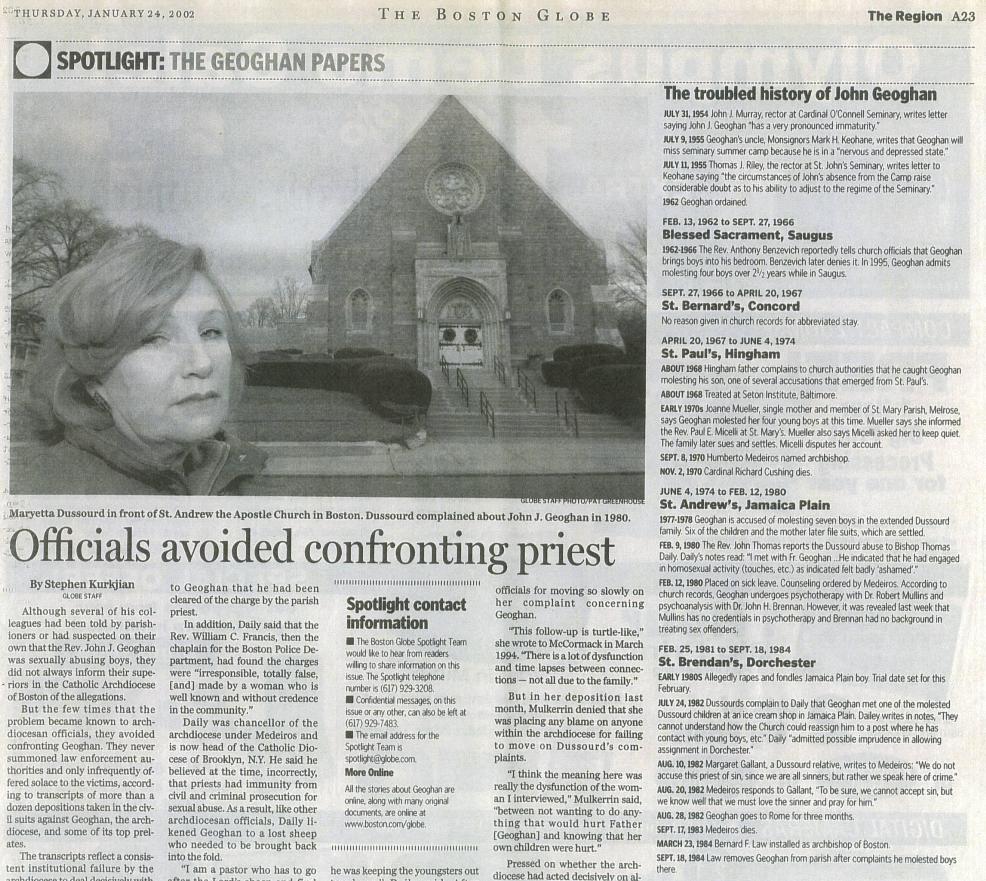 THURSDAY, JANUARY 24, 2002
THE BOSTON GLOBE
The Region A23
SPOTLIGHT: THE GEOGHAN PAPERS
GLOBE STAFF PHOTO/PAT GREENHOUSE
Maryetta Dussourd in front of St. Andrew the Apostle Church in Boston. Dussourd complained about John J. Geoghan in 1980.
Officials avoided confronting priest
By Stephen Kurkjian
GLOBE STAFF
Although several of his col-
leagues had been told by parish-
ioners or had suspected on their
own that the Rev. John J. Geoghan
was sexually abusing boys, they
did not always inform their supe-
riors in the Catholic Archdiocese
of Boston of the allegations.
But the few times that the
problem became known to arch-
diocesan officials, they avoided
confronting Geoghan. They never
summoned law enforcement au-
thorities and only infrequently of-
fered solace to the victims, accord-
ing to transcripts of more than a
dozen depositions taken in the civ-
il suits against Geoghan, the arch-
diocese, and some of its top prel-
ates.
The transcripts reflect a consis-
tent institutional failure by the
archdiocese to deal decisively with
to Geoghan that he had been
cleared of the charge by the parish
priest.
In addition, Daily said that the
Rev. William C. Francis, then the
chaplain for the Boston Police De-
partment, had found the charges
were "irresponsible, totally false,
[and] made by a woman who is
well known and without credence
in the community."
Daily was chancellor of the
archdiocese under Medeiros and
is now head of the Catholic Dio-
cese of Brooklyn, N.Y. He said he
believed at the time, incorrectly,
that priests had immunity from
civil and criminal prosecution for
sexual abuse. As a result, like other
archdiocesan officials, Daily li-
kened Geoghan to a lost sheep
who needed to be brought back
into the fold.
"I am a pastor who has to go
Spotlight contact
information
■ The Boston Globe Spotlight Team
would like to hear from readers
willing to share information on this
issue. The Spotlight telephone
number is (617) 929-3208.
■ Confidential messages, on this
issue or any other, can also be left at
(617) 929-7483.
■ The email address for the
Spotlight Team is
spotlight@globe.com.
More Online
All the stories about Geoghan are
online, along with many original
documents, are online at
www.boston.com/globe.
he was keeping the youngsters out
officials for moving so slowly on
her complaint concerning
Geoghan.
"This follow-up is turtle-like,"
she wrote to McCormack in March
1994. "There is a lot of dysfunction
and time lapses between connec-
tions — not all due to the family."
But in her deposition last
month, Mulkerrin denied that she
was placing any blame on anyone
within the archdiocese for failing
to move on Dussourd's com-
plaints.
"I think the meaning here was
really the dysfunction of the wom-
an I interviewed," Mulkerrin said,
"between not wanting to do any-
thing that would hurt Father
[Geoghan] and knowing that her
own children were hurt."
Pressed on whether the arch-
diocese had acted decisively on al-
The troubled history of John Geoghan
JULY 31, 1954 John J. Murray, rector at Cardinal O'Connell Seminary, writes letter
saying John J. Geoghan "has a very pronounced immaturity."
JULY 9, 1955 Geoghan's uncle, Monsignors Mark H. Keohane, writes that Geoghan will
miss seminary summer camp because he is in a "nervous and depressed state."
JULY 11, 1955 Thomas J. Riley, the rector at St. John's Seminary, writes letter to
Keohane saying "the circumstances of John's absence from the Camp raise
considerable doubt as to his ability to adjust to the regime of the Seminary."
1962 Geoghan ordained.
FEB. 13, 1962 to SEPT. 27, 1966
Blessed Sacrament, Saugus
1962-1966 The Rev. Anthony Benzevich reportedly tells church officials that Geoghan
brings boys into his bedroom. Benzevich later denies it. In 1995, Geoghan admits
molesting four boys over 2½ years while in Saugus.
SEPT. 27, 1966 to APRIL 20, 1967
St. Bernard's, Concord
No reason given in church records for abbreviated stay.
APRIL 20, 1967 to JUNE 4, 1974
St. Paul's, Hingham
ABOUT 1968 Hingham father complains to church authorities that he caught Geoghan
molesting his son, one of several accusations that emerged from St. Paul's.
ABOUT 1968 Treated at Seton Institute, Baltimore.
EARLY 1970s Joanne Mueller, single mother and member of St. Mary Parish, Melrose,
says Geoghan molested her four young boys at this time. Mueller says she informed
the Rev. Paul E. Micelli at St. Mary's. Mueller also says Micelli asked her to keep quiet.
The family later sues and settles. Micelli disputes her account.
SEPT. 8, 1970 Humberto Medeiros named archbishop.
NOV. 2, 1970 Cardinal Richard Cushing dies.
JUNE 4, 1974 to FEB. 12, 1980
St. Andrew's, Jamaica Plain
1977-1978 Geoghan is accused of molesting seven boys in the extended Dussourd
family. Six of the children and the mother later file suits, which are settled.
FEB. 9, 1980 The Rev. John Thomas reports the Dussourd abuse to Bishop Thomas
Daily. Daily's notes read: "I met with Fr. Geoghan...He indicated that he had engaged
in homosexual activity (touches, etc.) as indicated felt badly 'ashamed'."
FEB. 12, 1980 Placed on sick leave. Counseling ordered by Medeiros. According to
church records, Geoghan undergoes psychotherapy with Dr. Robert Mullins and
psychoanalysis with Dr. John H. Brennan. However, it was revealed last week that
Mullins has no credentials in psychotherapy and Brennan had no background in
treating sex offenders.
FEB. 25, 1981 to SEPT. 18, 1984
St. Brendan's, Dorchester
EARLY 1980S Allegedly rapes and fondles Jamaica Plain boy. Trial date set for this
February.
JULY 24, 1982 Dussourds complain to Daily that Geoghan met one of the molested
Dussourd children at an ice cream shop in Jamaica Plain. Dailey writes in notes, "They
cannot understand how the Church could reassign him to a post where he has
contact with young boys, etc." Daily "admitted possible imprudence in allowing
assignment in Dorchester."
AUG. 10, 1982 Margaret Gallant, a Dussourd relative, writes to Medeiros: "We do not
accuse this priest of sin, since we are all sinners, but rather we speak here of crime."
AUG. 20, 1982 Medeiros responds to Gallant, "To be sure, we cannot accept sin, but
we know well that we must love the sinner and pray for him."
AUG. 28, 1982 Geoghan goes to Rome for three months.
SEPT. 17, 1983 Medeiros dies.
MARCH 23, 1984 Bernard F. Law installed as archbishop of Boston.
SEPT. 18, 1984 Law removes Geoghan from parish after complaints he molested boys
there.